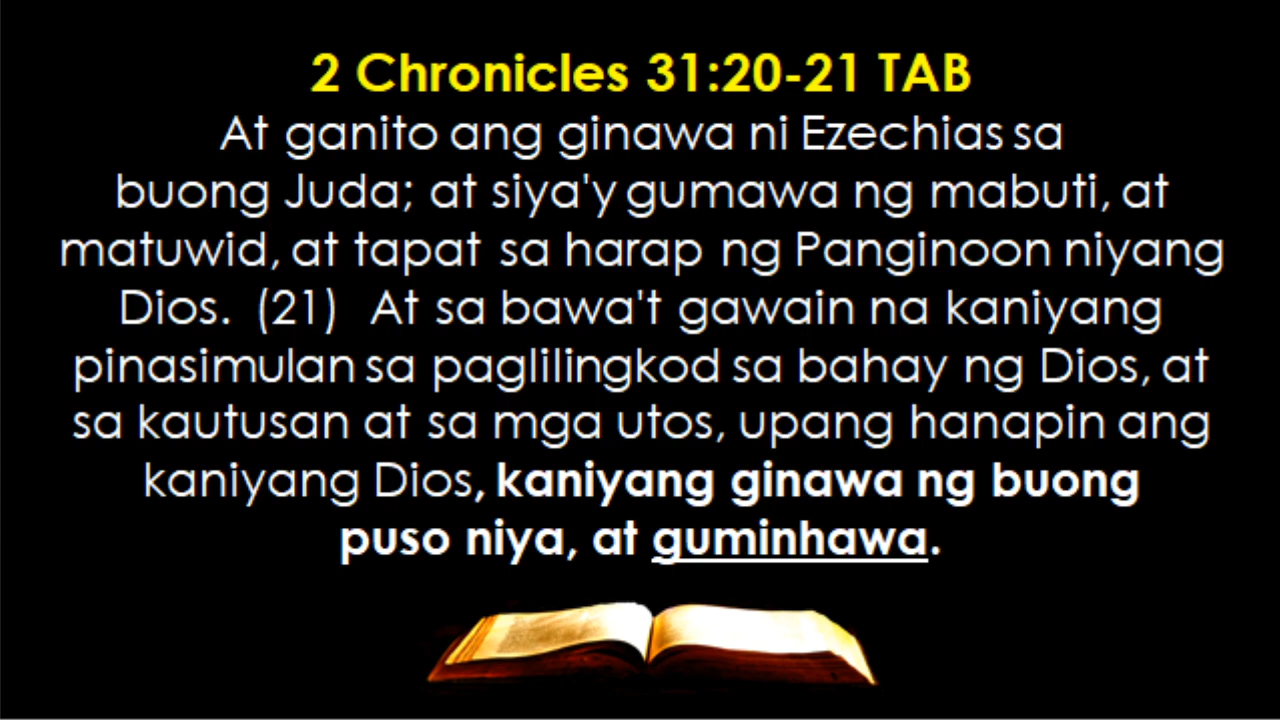 2 Chronicles 31:20-21 TAB
At ganito ang ginawa ni Ezechias sa
buong Juda; at siya'y gumawa ng mabuti, at
matuwid, at tapat sa harap ng Panginoon niyang
Dios. (21) At sa bawa't gawain na kaniyang
pinasimulan sa paglilingkod sa bahay ng Dios, at
sa kautusan at sa mga utos, upang hanapin ang
kaniyang Dios, kaniyang ginawa ng buong
puso niya, at guminhawa.